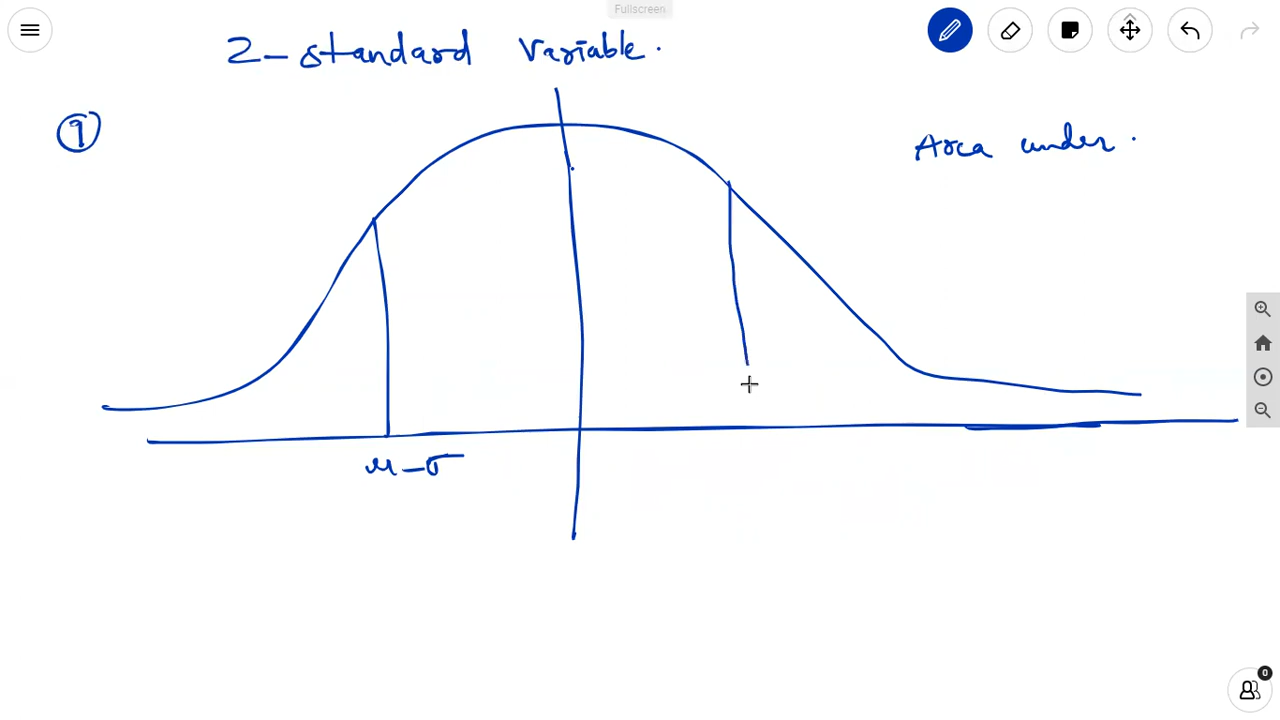 Fullscreen
Z-standard variable.
①
Area under.
μ-σ
0